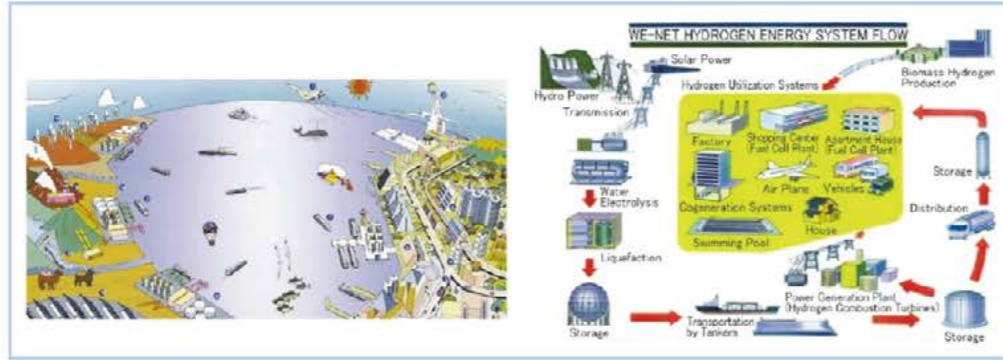 WE-NET HYDROGEN ENERGY SYSTEM FLOW
Solar Power
Hydro Power
Transmission
Hydrogen Utilization Systems
Biomass Hydrogen
Production
Factory
Shopping Center
(Fuel Cell Plant)
Apartment House
(Fuel Cell Plant)
Water
Electrolysis
Cogeneration Systems
Air Plane
Vehicles
House
Swimming Pool
Storage
Distribution
Liquefaction
Power Generation Plant
(Hydrogen Combustion Turbines)
Storage
Transportation
by Tankers
Storage